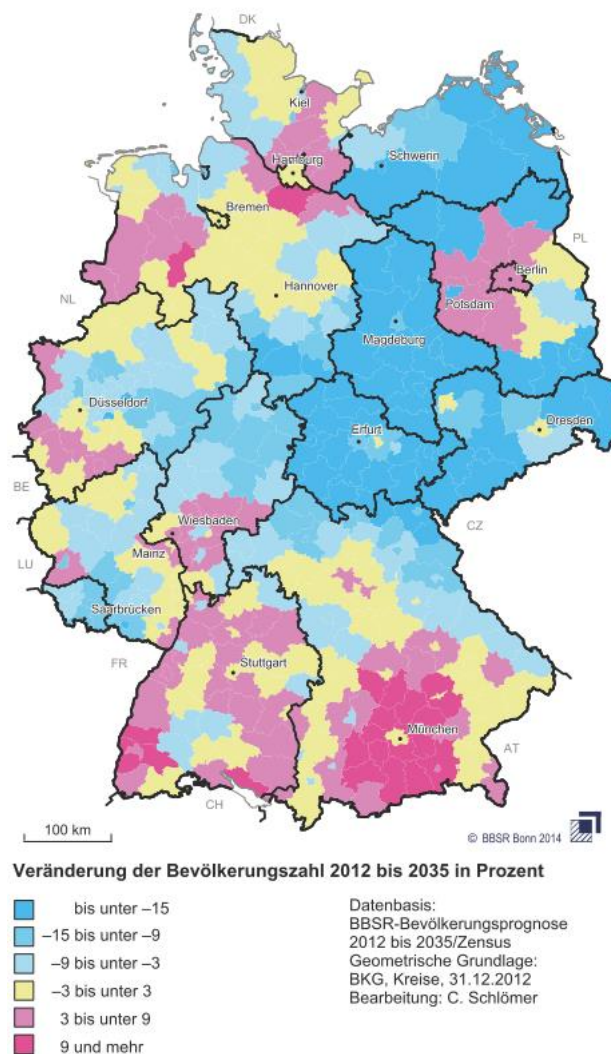 DK
Kiel
Schwerin
Hamburg
Bremen
PL
Berlin
NL
Hannover
Potsdam
Magdeburg
Düsseldorf
Erfurt
Dresden
BE
Wiesbaden
CZ
LU
Mainz
Saarbrücken
FR
Stuttgart
München
AT
CH
100 km
© BBSR Bonn 2014
Veränderung der Bevölkerungszahl 2012 bis 2035 in Prozent
bis unter –15
–15 bis unter –9
–9 bis unter –3
–3 bis unter 3
3 bis unter 9
9 und mehr
Datenbasis:
BBSR-Bevölkerungsprognose
2012 bis 2035/Zensus
Geometrische Grundlage:
BKG, Kreise, 31.12.2012
Bearbeitung: C. Schlömer